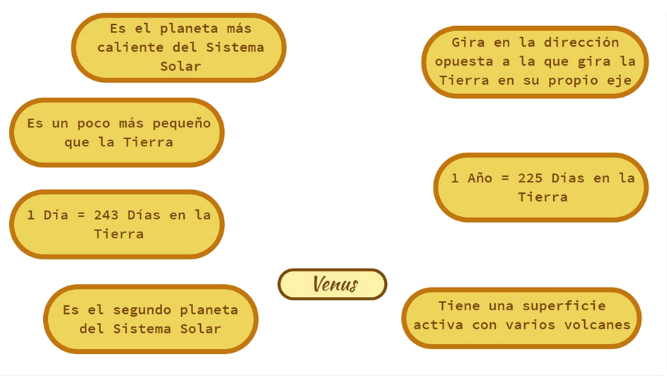 Es el planeta más
caliente del Sistema
Solar
Gira en la dirección
opuesta a la que gira la
Tierra en su propio eje
Es un poco más pequeño
que la Tierra
1 Año = 225 Días en la
Tierra
1 Día = 243 Días en la
Tierra
Venus
Es el segundo planeta
del Sistema Solar
Tiene una superficie
activa con varios volcanes